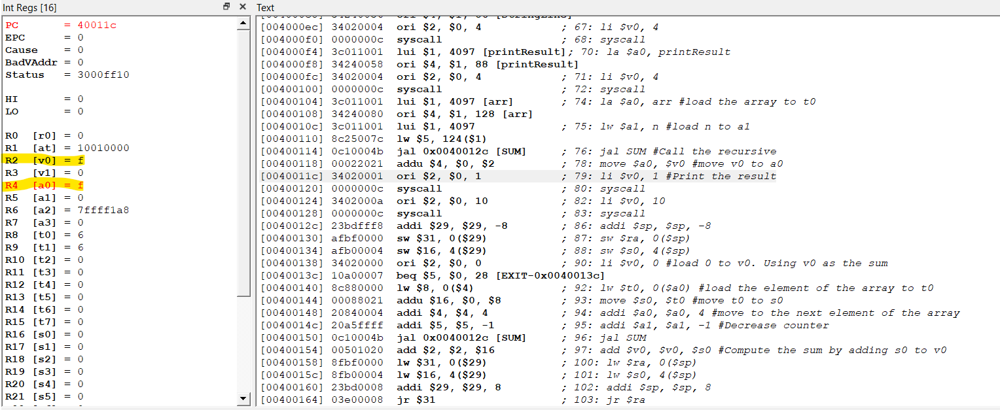 Int Regs [16]
PC = 40011c
EPC = 0
Cause = 0
BadVAddr = 0
Status = 3000ff10
HI = 0
LO = 0
R0 [r0] = 0
R1 [at] = 10010000
R2 [v0] = f
R3 [v1] = 0
R4 [a0] = f
R5 [a1] = 0
R6 [a2] = 7ffff1a8
R7 [a3] = 0
R8 [t0] = 6
R9 [t1] = 6
R10 [t2] = 0
R11 [t3] = 0
R12 [t4] = 0
R13 [t5] = 0
R14 [t6] = 0
R15 [t7] = 0
R16 [s0] = 0
R17 [s1] = 0
R18 [s2] = 0
R19 [s3] = 0
R20 [s4] = 0
R21 [s5] = 0
Text
[004000ec] 34020004 ori $2, $0, 4 ; 67: li $v0, 4
[004000f0] 0000000c syscall ; 68: syscall
[004000f4] 3c011001 lui $1, 4097 [printResult]; 70: la $a0, printResult
[004000f8] 34240058 ori $4, $1, 88 [printResult]
[004000fc] 34020004 ori $2, $0, 4 ; 71: li $v0, 4
[00400100] 0000000c syscall ; 72: syscall
[00400104] 3c011001 lui $1, 4097 [arr] ; 74: la $a0, arr #load the array to t0
[00400108] 34240080 ori $4, $1, 128 [arr]
[0040010c] 3c011001 lui $1, 4097 ; 75: lw $a1, n #load n to a1
[00400110] 8c25007c lw $5, 124($1)
[00400114] 0c10004b jal 0x0040012c [SUM] ; 76: jal SUM #Call the recursive
[00400118] 00022021 addu $4, $0, $2 ; 78: move $a0, $v0 #move v0 to a0
[0040011c] 34020001 ori $2, $0, 1 ; 79: li $v0, 1 #Print the result
[00400120] 0000000c syscall ; 80: syscall
[00400124] 3402000a ori $2, $0, 10 ; 82: li $v0, 10
[00400128] 0000000c syscall ; 83: syscall
[0040012c] 23bdfff8 addi $29, $29, -8 ; 86: addi $sp, $sp, -8
[00400130] afbf0000 sw $31, 0($29) ; 87: sw $ra, 0($sp)
[00400134] afb00004 sw $16, 4($29) ; 88: sw $s0, 4($sp)
[00400138] 34020000 ori $2, $0, 0 ; 90: li $v0, 0 #load 0 to v0. Using v0 as the sum
[0040013c] 10a00007 beq $5, $0, 28 [EXIT-0x0040013c]
[00400140] 8c880000 lw $8, 0($4) ; 92: lw $t0, 0($a0) #load the element of the array to t0
[00400144] 00088021 addu $16, $0, $8 ; 93: move $s0, $t0 #move t0 to s0
[00400148] 20840004 addi $4, $4, 4 ; 94: addi $a0, $a0, 4 #move to the next element of the array
[0040014c] 20a5ffff addi $5, $5, -1 ; 95: addi $a1, $a1, -1 #Decrease counter
[00400150] 0c10004b jal 0x0040012c [SUM] ; 96: jal SUM
[00400154] 00501020 add $2, $2, $16 ; 97: add $v0, $v0, $s0 #Compute the sum by adding s0 to v0
[00400158] 8fbf0000 lw $31, 0($29) ; 100: lw $ra, 0($sp)
[0040015c] 8fb00004 lw $16, 4($29) ; 101: lw $s0, 4($sp)
[00400160] 23bd0008 addi $29, $29, 8 ; 102: addi $sp, $sp, 8
[00400164] 03e00008 jr $31 ; 103: jr $ra